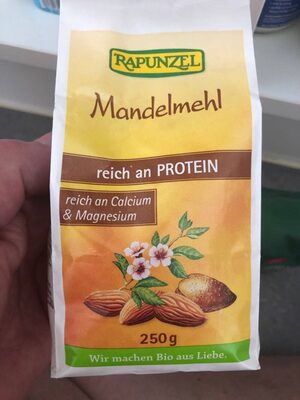 RAPUNZEL
Mandelmehl
reich an PROTEIN
reich an Calcium
& Magnesium
250g
Wir machen Bio aus Liebe.